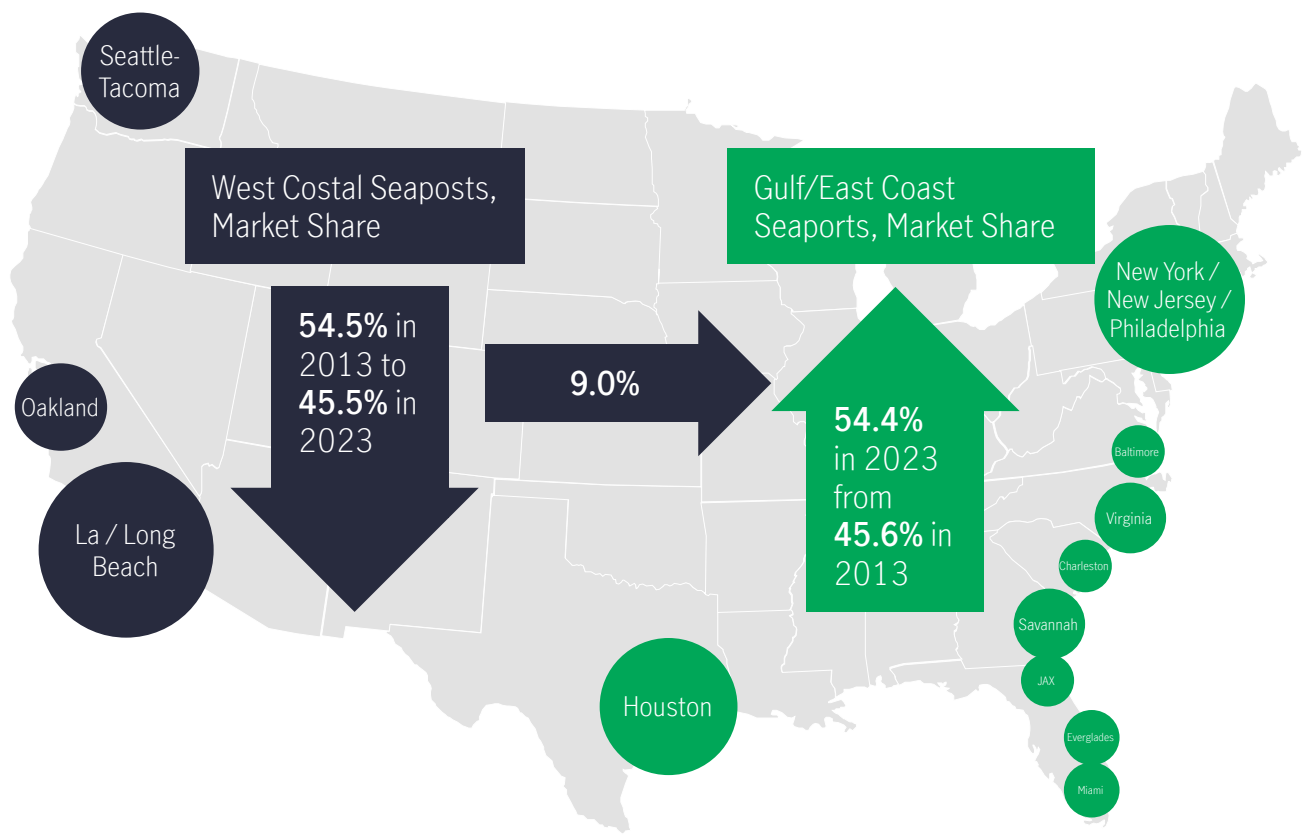 Seattle-
Tacoma
West Costal Seaposts,
Market Share
Gulf/East Coast
Seaports, Market Share
New York /
New Jersey /
Philadelphia
54.5% in
2013 to
45.5% in
2023
9.0%
54.4%
in 2023
from
45.6% in
2013
Oakland
La / Long
Beach
Baltimore
Virginia
Charleston
Savannah
JAX
Houston
Everglades
Miami